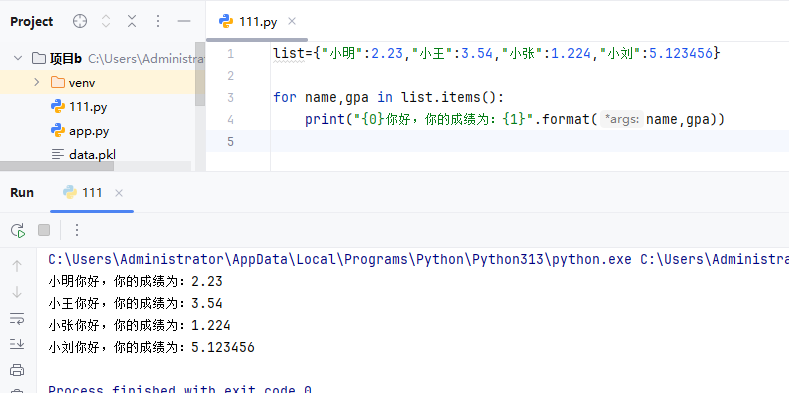 Project
111.py
项目b C:\Users\Administra
venv
111.py
app.py
data.pkl
1 list={"小明":2.23,"小王":3.54,"小张":1.224,"小刘":5.123456}
2
3 for name,gpa in list.items():
4 print("{0}你好，你的成绩为：{1}".format( *args: name,gpa))
5
Run 111
C:\Users\Administrator\AppData\Local\Programs\Python\Python313\python.exe C:\Users\Administra
小明你好，你的成绩为：2.23
小王你好，你的成绩为：3.54
小张你好，你的成绩为：1.224
小刘你好，你的成绩为：5.123456
Process finished with exit code 0